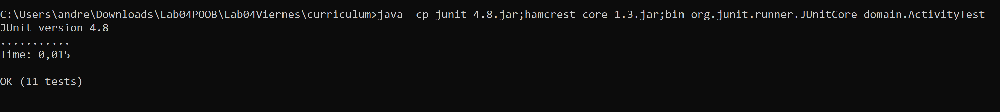 C:\Users\andre\Downloads\Lab04POOB\Lab04Viernes\curriculum>java -cp junit-4.8.jar;hamcrest-core-1.3.jar;bin org.junit.runner.JUnitCore domain.ActivityTest
JUnit version 4.8
...........
Time: 0,015
OK (11 tests)